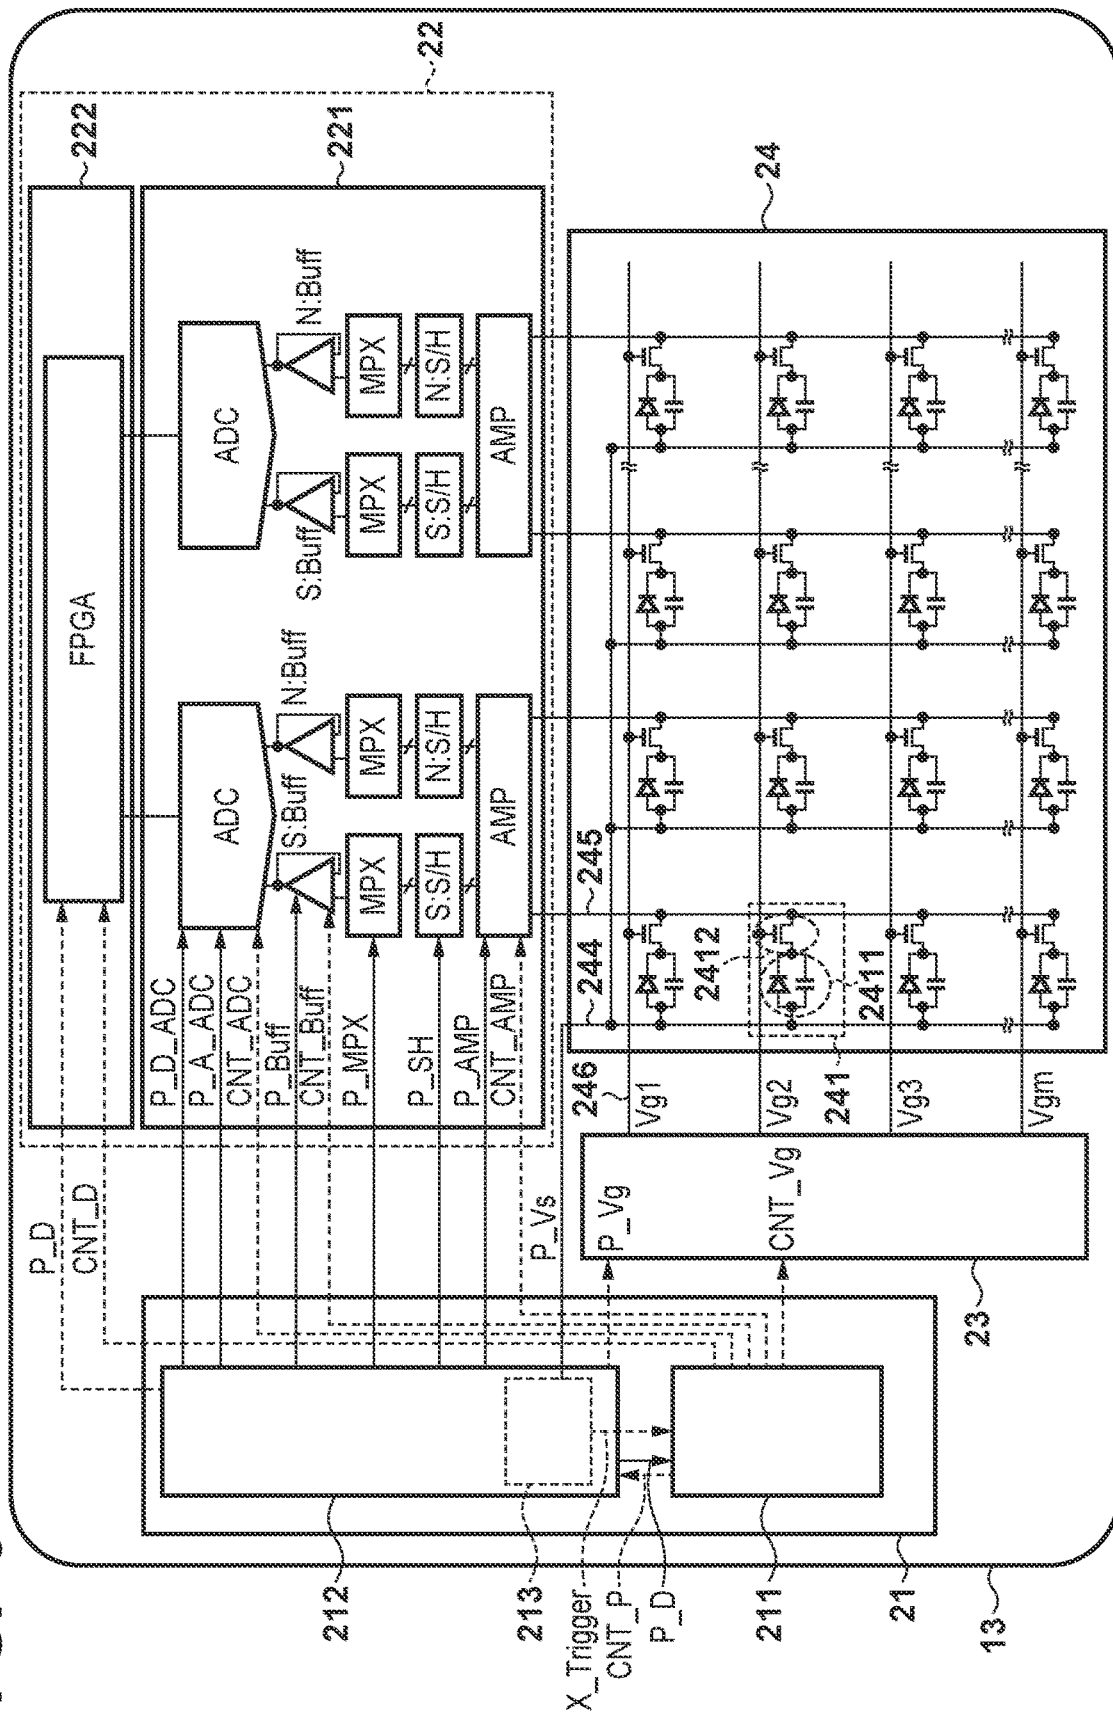 P_D
CNT_D
222
22
FPGA
221
P_D_ADC
P_A_ADC
CNT_ADC
P_Buff
CNT_Buff
P_MPX
P_SH
P_AMP
CNT_AMP
ADC
ADC
S:Buff
N:Buff
S:Buff
N:Buff
MPX
MPX
MPX
MPX
S:S/H
N:S/H
S:S/H
N:S/H
AMP
AMP
212
213
X_Trigger
CNT_P
P_D
211
21
13
P_Vs
P_Vg
CNT_Vg
23
246
244
245
24
Vg1
Vg2
Vg3
Vgm
2412
2411
241